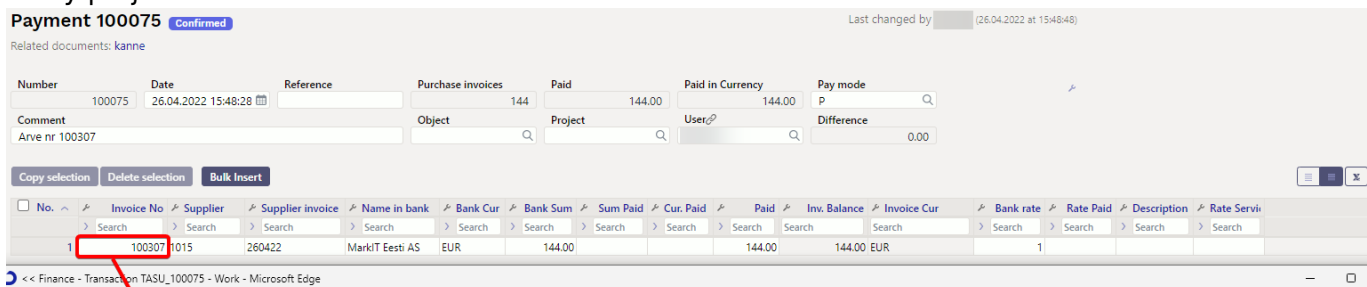 Payment 100075 Confirmed
Last changed by (26.04.2022 at 15:48:48)
Related documents: kanne
Number Date Reference Purchase invoices Paid Paid in Currency Pay mode
100075 26.04.2022 15:48:28 144 144.00 144.00 P
Comment Object Project User Difference
Arve nr 100307 0.00
Copy selection Delete selection Bulk Insert
No. Invoice No Supplier Supplier invoice Name in bank Bank Cur Bank Sum Sum Paid Cur. Paid Paid Inv. Balance Invoice Cur Bank rate Rate Paid Description Rate Servi
Search Search Search Search Search Search Search Search Search Search Search Search Search Search Search
1 100307 1015 260422 MarkIT Eesti AS EUR 144.00 144.00 144.00 EUR 1
<< Finance - Transaction TASU_100075 - Work - Microsoft Edge